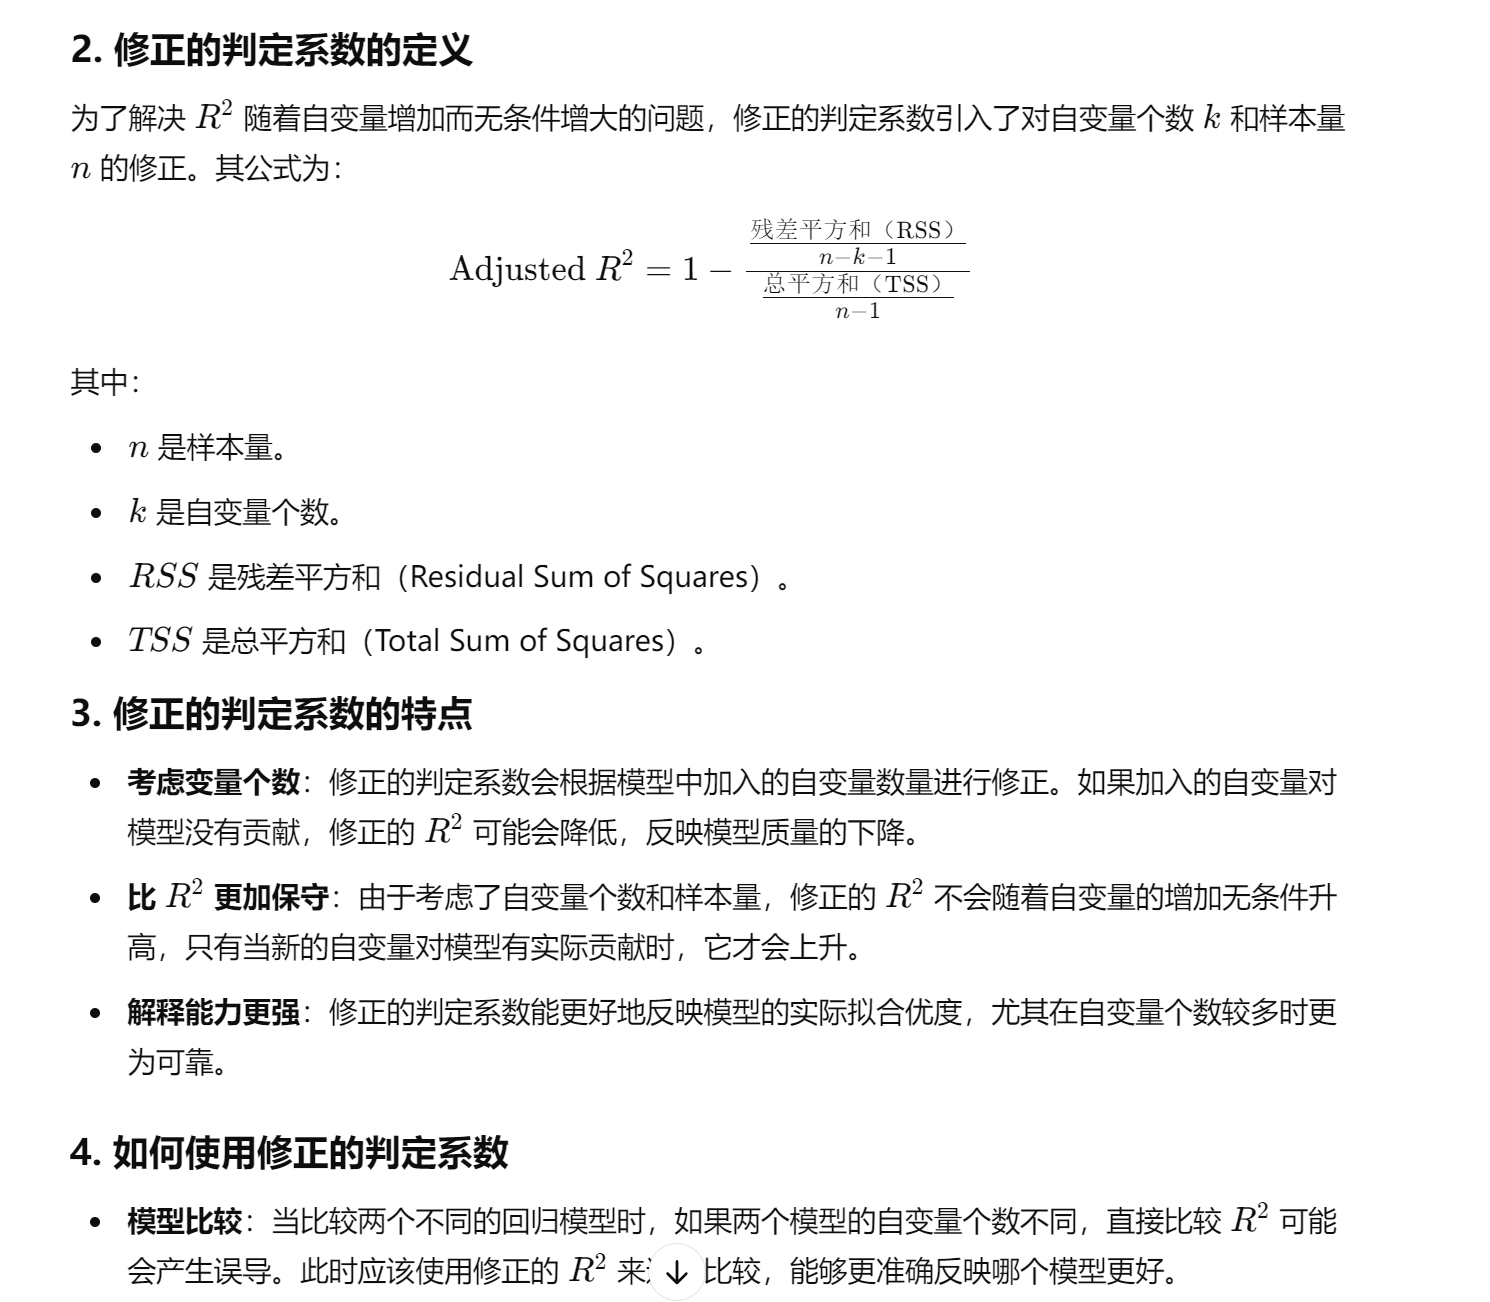 2. 修正的判定系数的定义
为了解决 R² 随着自变量增加而无条件增大的问题，修正的判定系数引入了对自变量个数 k 和样本量
n 的修正。其公式为：
Adjusted R² = 1 − \frac{\frac{残差平方和（RSS）}{n−k−1}}{\frac{总平方和（TSS）}{n−1}}
其中：
• n 是样本量。
• k 是自变量个数。
• RSS 是残差平方和（Residual Sum of Squares）。
• TSS 是总平方和（Total Sum of Squares）。
3. 修正的判定系数的特点
• 考虑变量个数：修正的判定系数会根据模型中加入的自变量数量进行修正。如果加入的自变量对
模型没有贡献，修正的 R² 可能会降低，反映模型质量的下降。
• 比 R² 更加保守：由于考虑了自变量个数和样本量，修正的 R² 不会随着自变量的增加无条件升
高，只有当新的自变量对模型有实际贡献时，它才会上升。
• 解释能力更强：修正的判定系数能更好地反映模型的实际拟合优度，尤其在自变量个数较多时更
为可靠。
4. 如何使用修正的判定系数
• 模型比较：当比较两个不同的回归模型时，如果两个模型的自变量个数不同，直接比较 R² 可能
会产生误导。此时应该使用修正的 R² 来 比较，能够更准确反映哪个模型更好。